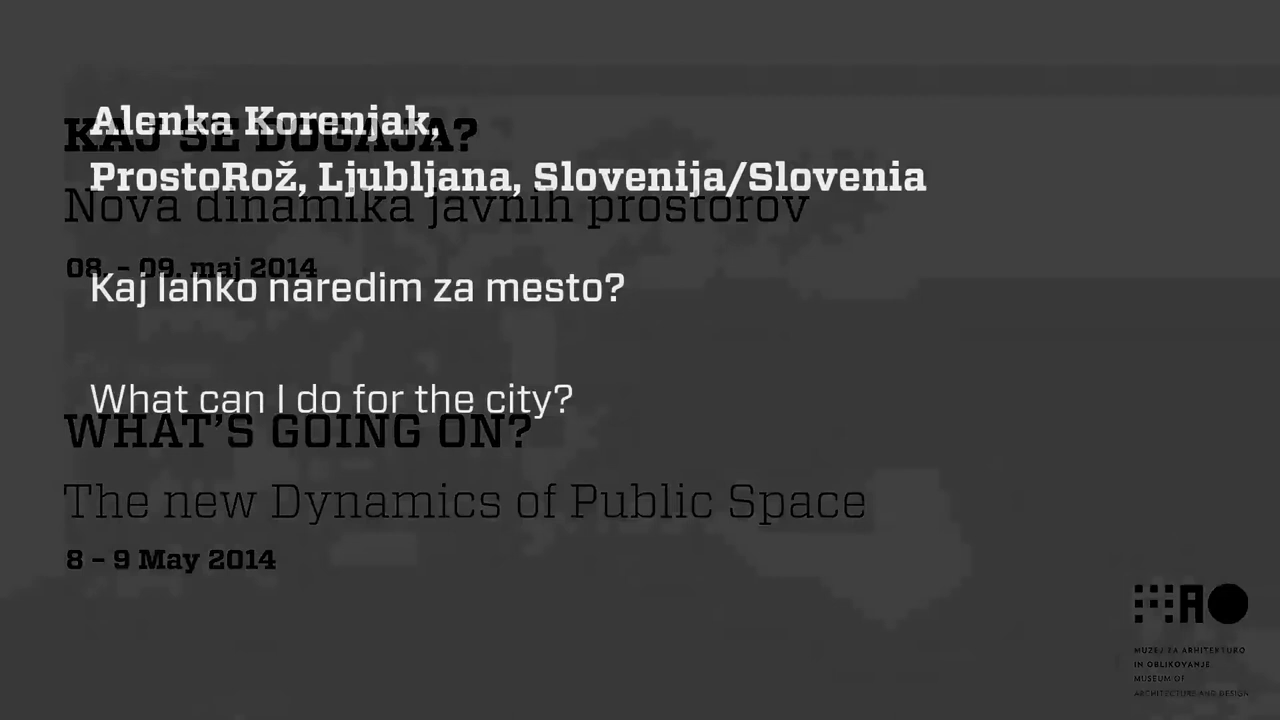 Alenka Korenjak,
KAJ SE DOGAJA?
ProstoRož, Ljubljana, Slovenija/Slovenia
Nova dinamika javnih prostorov
08. – 09. maj 2014
Kaj lahko naredim za mesto?
What can I do for the city?
WHAT’S GOING ON?
The new Dynamics of Public Space
8 – 9 May 2014
MAO
MUZEJ ZA ARHITEKTURO
IN OBLIKOVANJE
MUSEUM OF
ARCHITECTURE AND DESIGN